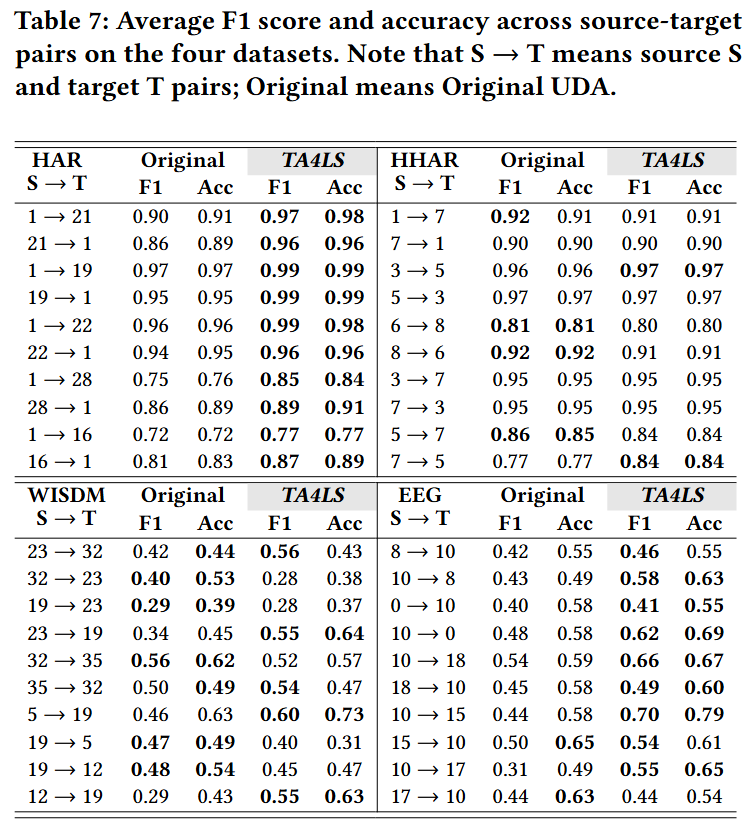 Table 7: Average F1 score and accuracy across source-target
pairs on the four datasets. Note that S → T means source S
and target T pairs; Original means Original UDA.
HAR Original TA4LS HHAR Original TA4LS
S → T F1 Acc F1 Acc S → T F1 Acc F1 Acc
1 → 21 0.90 0.91 0.97 0.98 1 → 7 0.92 0.91 0.91 0.91
21 → 1 0.86 0.89 0.96 0.96 7 → 1 0.90 0.90 0.90 0.90
1 → 19 0.97 0.97 0.99 0.99 3 → 5 0.96 0.96 0.97 0.97
19 → 1 0.95 0.95 0.99 0.99 5 → 3 0.97 0.97 0.97 0.97
1 → 22 0.96 0.96 0.99 0.98 6 → 8 0.81 0.81 0.80 0.80
22 → 1 0.94 0.95 0.96 0.96 8 → 6 0.92 0.92 0.91 0.91
1 → 28 0.75 0.76 0.85 0.84 3 → 7 0.95 0.95 0.95 0.95
28 → 1 0.86 0.89 0.89 0.91 7 → 3 0.95 0.95 0.95 0.95
1 → 16 0.72 0.72 0.77 0.77 5 → 7 0.86 0.85 0.84 0.84
16 → 1 0.81 0.83 0.87 0.89 7 → 5 0.77 0.77 0.84 0.84
WISDM Original TA4LS EEG Original TA4LS
S → T F1 Acc F1 Acc S → T F1 Acc F1 Acc
23 → 32 0.42 0.44 0.56 0.43 8 → 10 0.42 0.55 0.46 0.55
32 → 23 0.40 0.53 0.28 0.38 10 → 8 0.43 0.49 0.58 0.63
19 → 23 0.29 0.39 0.28 0.37 0 → 10 0.40 0.58 0.41 0.55
23 → 19 0.34 0.45 0.55 0.64 10 → 0 0.48 0.58 0.62 0.69
32 → 35 0.56 0.62 0.52 0.57 10 → 18 0.54 0.59 0.66 0.67
35 → 32 0.50 0.49 0.54 0.47 18 → 10 0.45 0.58 0.49 0.60
5 → 19 0.46 0.63 0.60 0.73 10 → 15 0.44 0.58 0.70 0.79
19 → 5 0.47 0.49 0.40 0.31 15 → 10 0.50 0.65 0.54 0.61
19 → 12 0.48 0.54 0.45 0.47 10 → 17 0.31 0.49 0.55 0.65
12 → 19 0.29 0.43 0.55 0.63 17 → 10 0.44 0.63 0.44 0.54